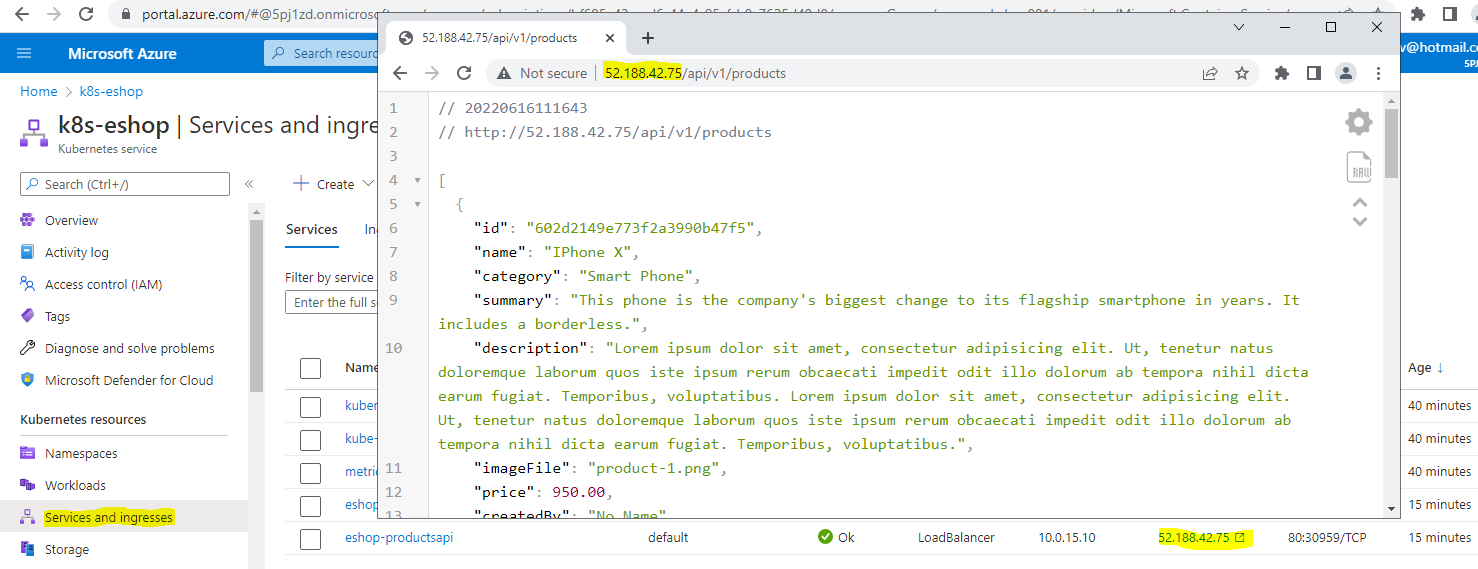 portal.azure.com/#@5pj1zd.onmicrosoft
Microsoft Azure
Search resourc
v@hotmail.c
5PJ
Home > k8s-eshop
k8s-eshop | Services and ingre
Kubernetes service
Search (Ctrl+/)
«
Overview
Activity log
Access control (IAM)
Tags
Diagnose and solve problems
Microsoft Defender for Cloud
Kubernetes resources
Namespaces
Workloads
Services and ingresses
Storage
+ Create
Services
In
Filter by service
Enter the full s
Name
Age ↓
kuber
40 minutes
kube-
40 minutes
metric
40 minutes
eshop
15 minutes
eshop-productsapi default Ok LoadBalancer 10.0.15.10 52.188.42.75 80:30959/TCP 15 minutes
52.188.42.75/api/v1/products
Not secure | 52.188.42.75/api/v1/products
1 // 20220616111643
2 // http://52.188.42.75/api/v1/products
3
4 [
5 {
6 "id": "602d2149e773f2a3990b47f5",
7 "name": "IPhone X",
8 "category": "Smart Phone",
9 "summary": "This phone is the company's biggest change to its flagship smartphone in years. It
includes a borderless.",
10 "description": "Lorem ipsum dolor sit amet, consectetur adipisicing elit. Ut, tenetur natus
doloremque laborum quos iste ipsum rerum obcaecati impedit odit illo dolorum ab tempora nihil dicta
earum fugiat. Temporibus, voluptatibus. Lorem ipsum dolor sit amet, consectetur adipisicing elit.
Ut, tenetur natus doloremque laborum quos iste ipsum rerum obcaecati impedit odit illo dolorum ab
tempora nihil dicta earum fugiat. Temporibus, voluptatibus.",
11 "imageFile": "product-1.png",
12 "price": 950.00,
13 "createdBy": "No Name"
RAW